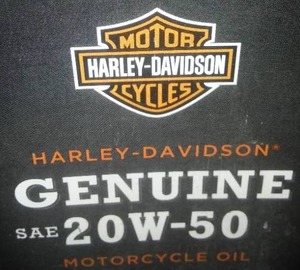 MOTOR
HARLEY-DAVIDSON
CYCLES
HARLEY-DAVIDSON®
GENUINE
SAE 20W-50
MOTORCYCLE OIL